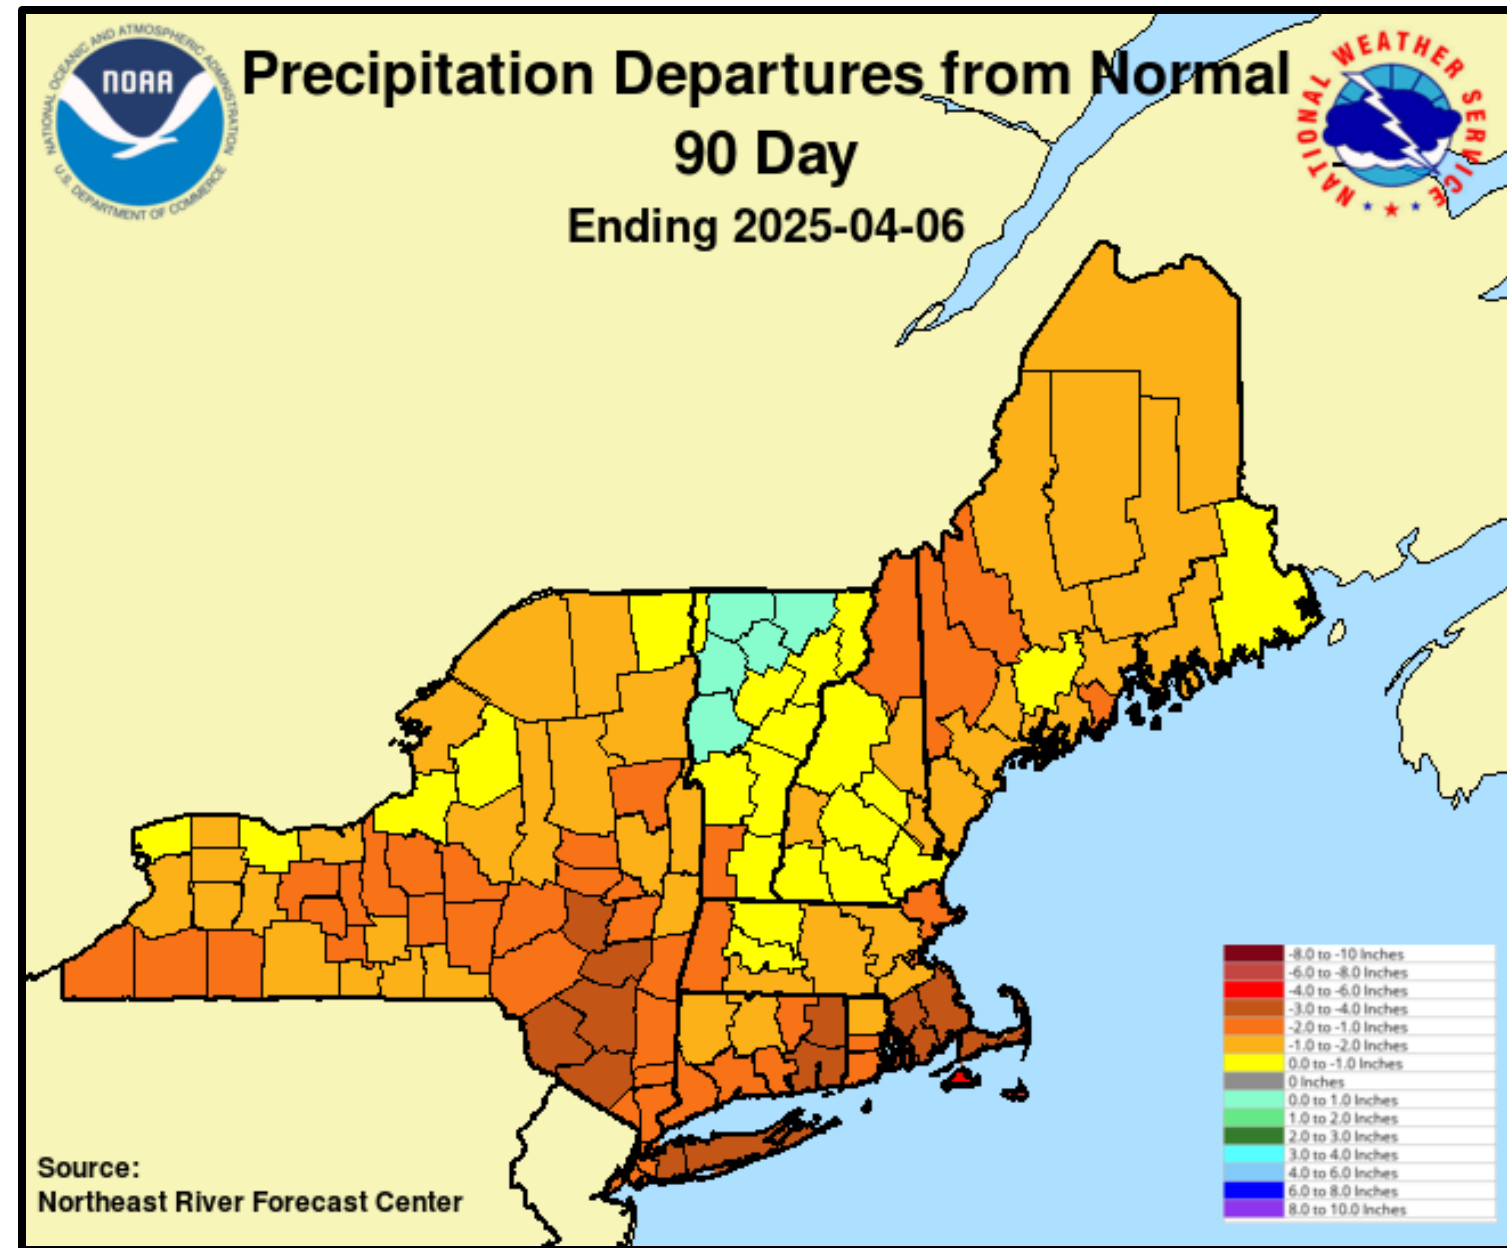 NATIONAL OCEANIC AND ATMOSPHERIC ADMINISTRATION
NOAA
U.S. DEPARTMENT OF COMMERCE
Precipitation Departures from Normal
90 Day
Ending 2025-04-06
NATIONAL WEATHER SERVICE
-8.0 to -10 Inches
-6.0 to -8.0 Inches
-4.0 to -6.0 Inches
-3.0 to -4.0 Inches
-2.0 to -1.0 Inches
-1.0 to -2.0 Inches
0.0 to -1.0 Inches
0 Inches
0.0 to 1.0 Inches
1.0 to 2.0 Inches
2.0 to 3.0 Inches
3.0 to 4.0 Inches
4.0 to 6.0 Inches
6.0 to 8.0 Inches
8.0 to 10.0 Inches
Source:
Northeast River Forecast Center